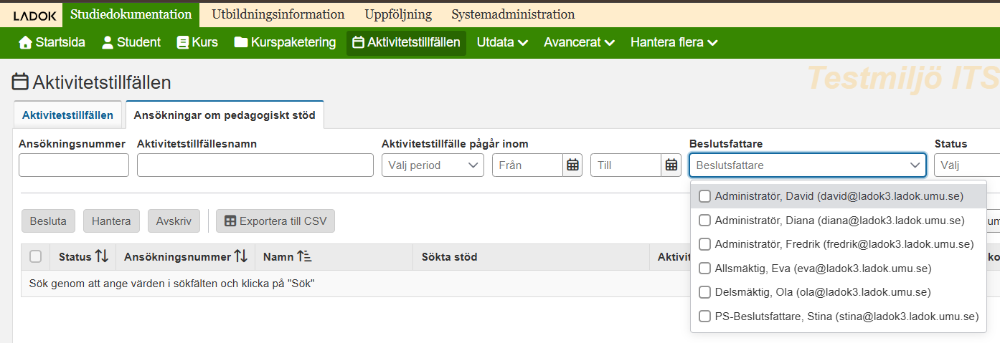 LADOK Studiedokumentation Utbildningsinformation Uppföljning Systemadministration
Startsida Student Kurs Kurspaketering Aktivitetstillfällen Utdata Avancerat Hantera flera
Aktivitetstillfällen
Testmiljö ITS
Aktivitetstillfällen Ansökningar om pedagogiskt stöd
Ansökningsnummer Aktivitetstillfällesnamn Aktivitetstillfälle pågår inom Beslutsfattare Status
Välj period Från Till Beslutsfattare Välj
Administratör, David (david@ladok3.ladok.umu.se)
Administratör, Diana (diana@ladok3.ladok.umu.se)
Administratör, Fredrik (fredrik@ladok3.ladok.umu.se)
Allsmäktig, Eva (eva@ladok3.ladok.umu.se)
Delsmäktig, Ola (ola@ladok3.ladok.umu.se)
PS-Beslutsfattare, Stina (stina@ladok3.ladok.umu.se)
Besluta Hantera Avskriv Exportera till CSV
Status Ansökningsnummer Namn Sökta stöd Aktivit
Sök genom att ange värden i sökfälten och klicka på "Sök"